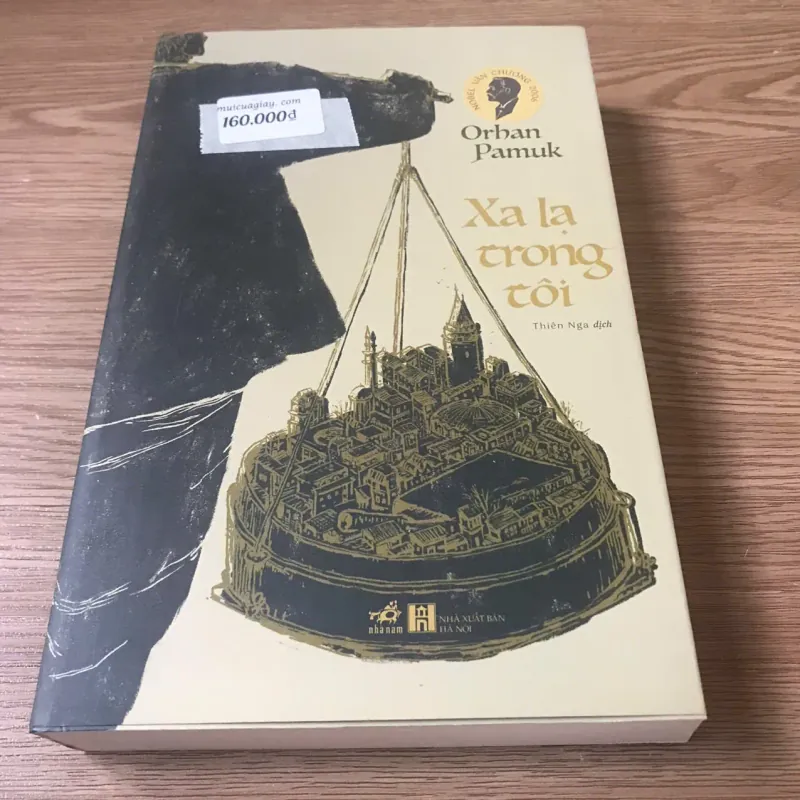 muicuagiay.com
160.000₫
NOBEL VĂN CHƯƠNG 2006
Orhan
Pamuk
Xa lạ
trong
tôi
Thiên Nga dịch
nhã nam
NHÀ XUẤT BẢN
HÀ NỘI